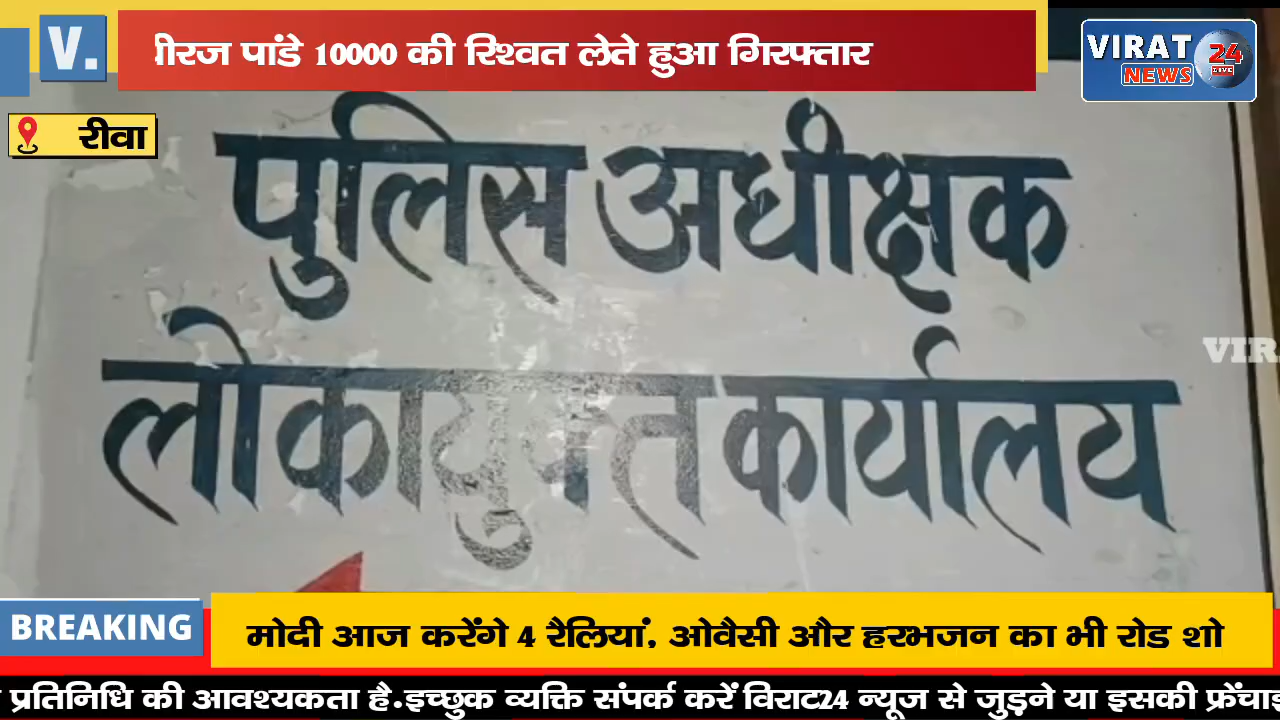 V.
पांडे 10000 की रिश्वत लेते हुआ गिरफ्तार
VIRAT 24
NEWS LIVE
रीवा
पुलिस अधीक्षक
VIR
लोकायुक्त कार्यालय
BREAKING
मोदी आज करेंगे 4 रैलियां, ओवैसी और हरभजन का भी रोड शो
प्रतिनिधि की आवश्यकता है.इच्छुक व्यक्ति संपर्क करें विराट24 न्यूज से जुड़ने या इसकी